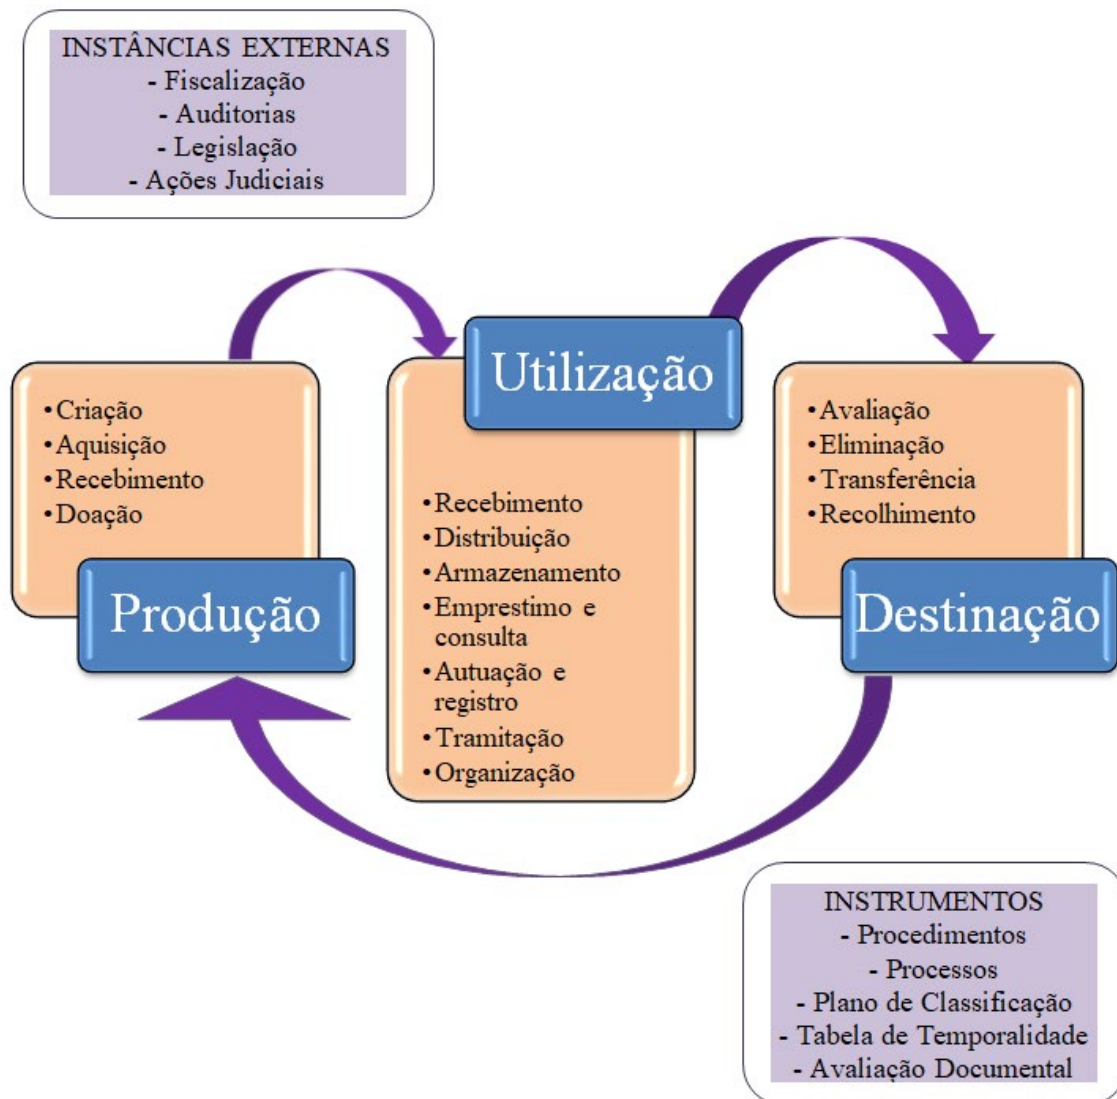 INSTÂNCIAS EXTERNAS
- Fiscalização
- Auditorias
- Legislação
- Ações Judiciais
•Criação
•Aquisição
•Recebimento
•Doação
Produção
Utilização
•Recebimento
•Distribuição
•Armazenamento
•Emprestimo e
consulta
•Autuação e
registro
•Tramitação
•Organização
•Avaliação
•Eliminação
•Transferência
•Recolhimento
Destinação
INSTRUMENTOS
- Procedimentos
- Processos
- Plano de Classificação
- Tabela de Temporalidade
- Avaliação Documental